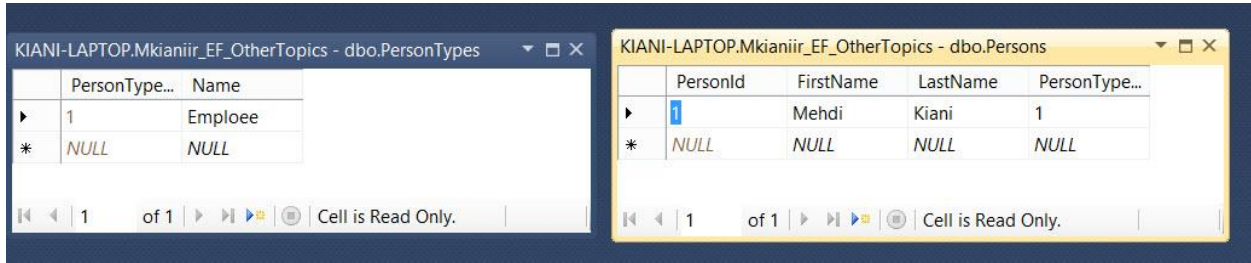 KIANI-LAPTOP.Mkianiir_EF_OtherTopics - dbo.PersonTypes
PersonType... Name
1 Emploee
NULL NULL
1 of 1 Cell is Read Only.
KIANI-LAPTOP.Mkianiir_EF_OtherTopics - dbo.Persons
PersonId FirstName LastName PersonType...
1 Mehdi Kiani 1
NULL NULL NULL NULL
1 of 1 Cell is Read Only.